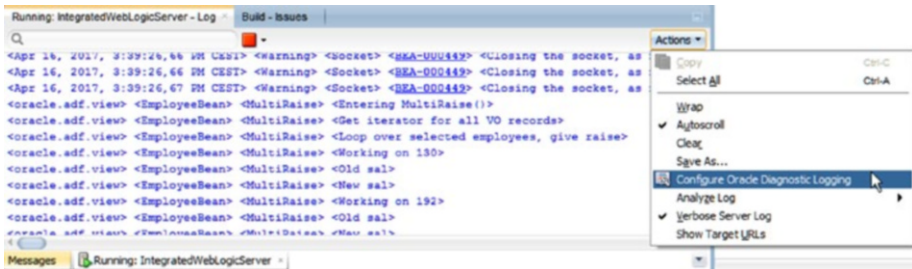 Running: IntegratedWebLogicServer - Log × Build - Issues
Actions
<Apr 16, 2017, 3:39:26,66 PM CEST> <Warning> <Socket> <BEA-000449> <Closing the socket, as
<Apr 16, 2017, 3:39:26,66 PM CEST> <Warning> <Socket> <BEA-000449> <Closing the socket, as
<Apr 16, 2017, 3:39:26,67 PM CEST> <Warning> <Socket> <BEA-000449> <Closing the socket, as
<oracle.adf.view> <EmployeeBean> <MultiRaise> <Entering MultiRaise()>
<oracle.adf.view> <EmployeeBean> <MultiRaise> <Get iterator for all VO records>
<oracle.adf.view> <EmployeeBean> <MultiRaise> <Loop over selected employees, give raise>
<oracle.adf.view> <EmployeeBean> <MultiRaise> <Working on 130>
<oracle.adf.view> <EmployeeBean> <MultiRaise> <Old sal>
<oracle.adf.view> <EmployeeBean> <MultiRaise> <New sal>
<oracle.adf.view> <EmployeeBean> <MultiRaise> <Working on 192>
<oracle.adf.view> <EmployeeBean> <MultiRaise> <Old sal>
<oracle.adf.view> <EmployeeBean> <MultiRaise> <New sal>
Copy Ctrl-C
Select All Ctrl-A
Wrap
Autoscroll
Clear
Save As...
Configure Oracle Diagnostic Logging
Analyze Log
Verbose Server Log
Show Target URLs
Messages Running: IntegratedWebLogicServer ×